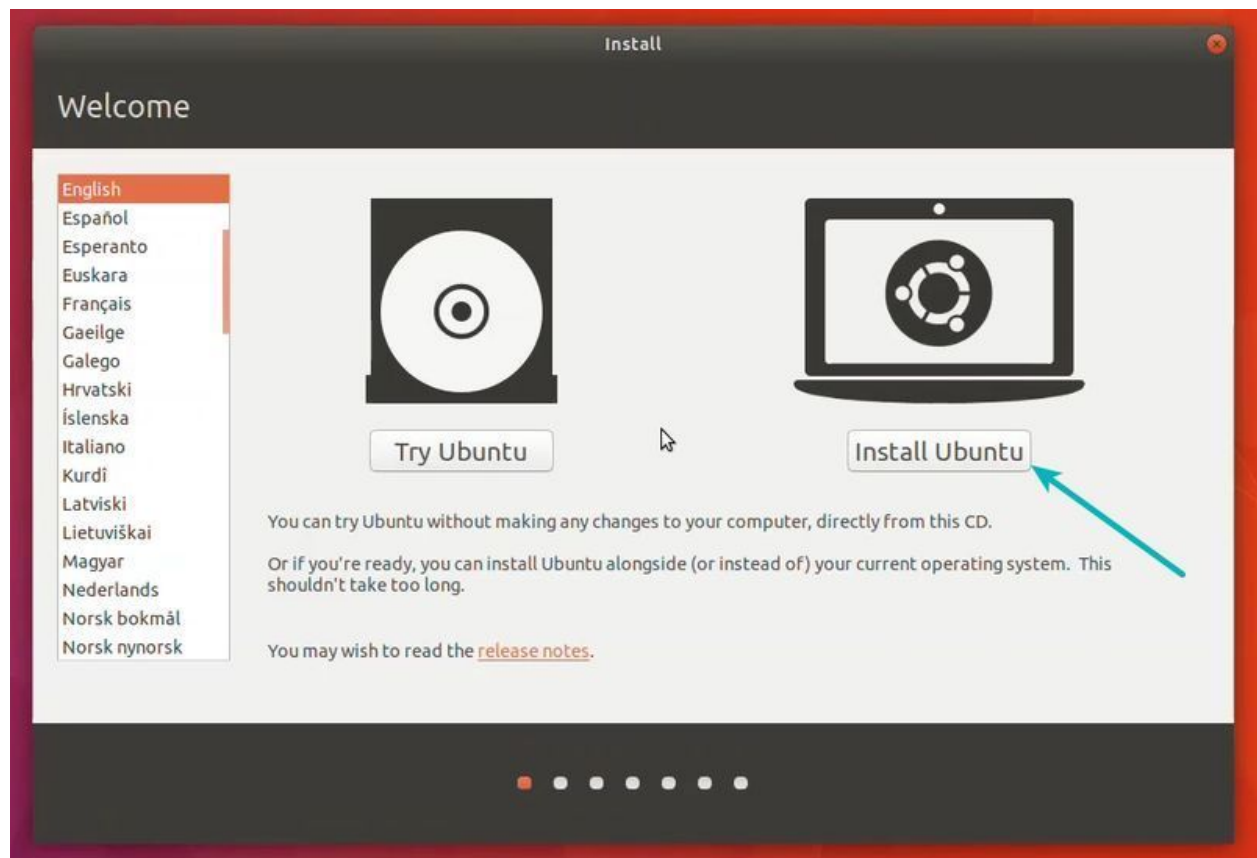 Install
Welcome
English
Español
Esperanto
Euskara
Français
Gaeilge
Galego
Hrvatski
Íslenska
Italiano
Kurdî
Latviski
Lietuviškai
Magyar
Nederlands
Norsk bokmål
Norsk nynorsk
Try Ubuntu
Install Ubuntu
You can try Ubuntu without making any changes to your computer, directly from this CD.
Or if you're ready, you can install Ubuntu alongside (or instead of) your current operating system. This
shouldn't take too long.
You may wish to read the release notes.